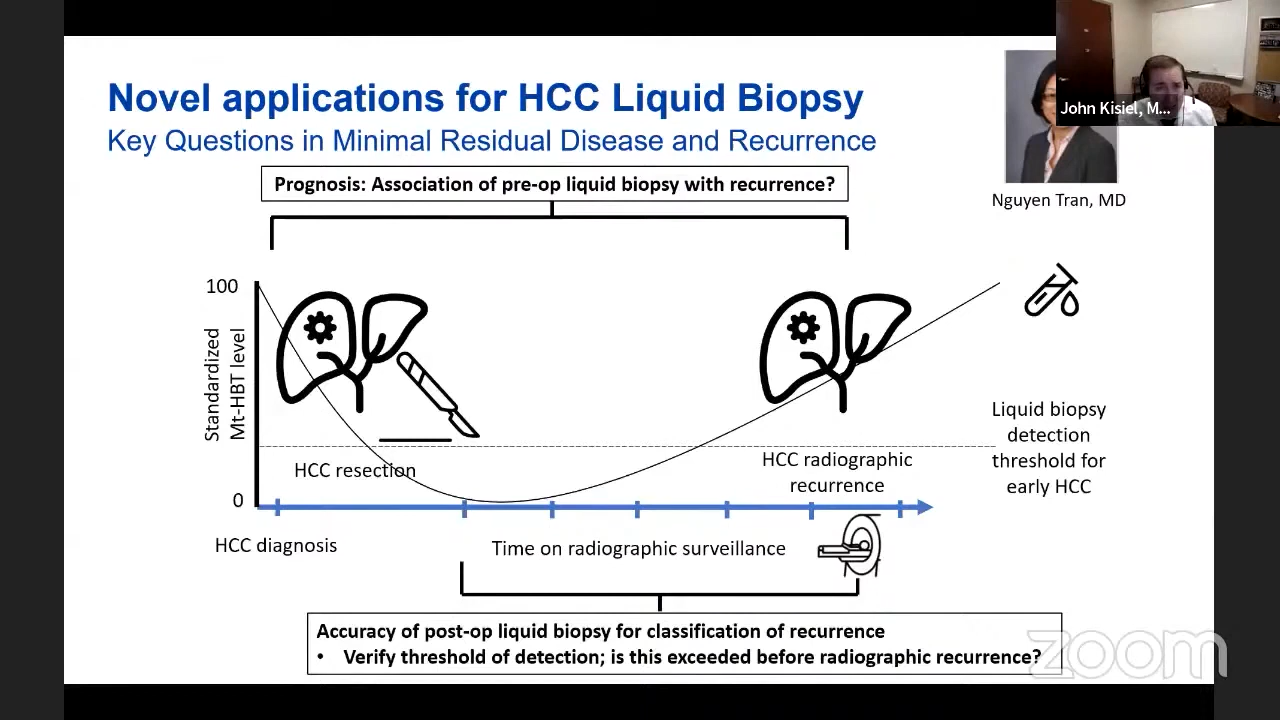 Novel applications for HCC Liquid Biopsy
Key Questions in Minimal Residual Disease and Recurrence
John Kisiel, M...
Nguyen Tran, MD
Prognosis: Association of pre-op liquid biopsy with recurrence?
100
Standardized
Mt-HBT level
0
HCC resection
HCC radiographic
recurrence
Liquid biopsy
detection
threshold for
early HCC
HCC diagnosis
Time on radiographic surveillance
Accuracy of post-op liquid biopsy for classification of recurrence
• Verify threshold of detection; is this exceeded before radiographic recurrence?
zoom